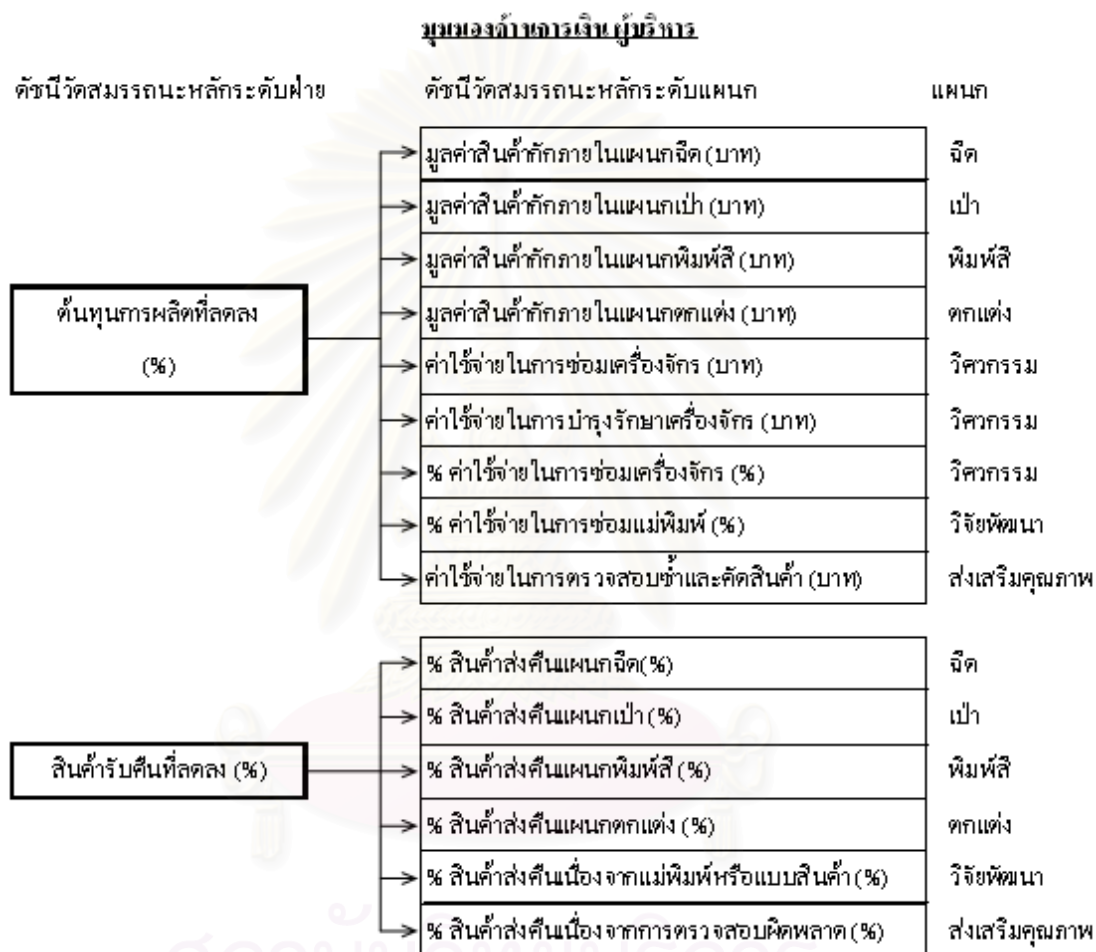 มุมมองด้านการเงิน ผู้บริหาร
ดัชนีวัดสมรรถนะหลักระดับฝ่าย ดัชนีวัดสมรรถนะหลักระดับแผนก แผนก
มูลค่าสินค้ากักภายในแผนกฉีด (บาท) ฉีด
มูลค่าสินค้ากักภายในแผนกเป่า (บาท) เป่า
มูลค่าสินค้ากักภายในแผนกพิมพ์สี (บาท) พิมพ์สี
ต้นทุนการผลิตที่ลดลง
(%)
มูลค่าสินค้ากักภายในแผนกตกแต่ง (บาท) ตกแต่ง
ค่าใช้จ่ายในการซ่อมเครื่องจักร (บาท) วิศวกรรม
ค่าใช้จ่ายในการบำรุงรักษาเครื่องจักร (บาท) วิศวกรรม
% ค่าใช้จ่ายในการซ่อมเครื่องจักร (%) วิศวกรรม
% ค่าใช้จ่ายในการซ่อมแม่พิมพ์ (%) วิจัยพัฒนา
ค่าใช้จ่ายในการตรวจสอบซ้ำและคัดสินค้า (บาท) ส่งเสริมคุณภาพ
% สินค้าส่งคืนแผนกฉีด(%) ฉีด
% สินค้าส่งคืนแผนกเป่า (%) เป่า
สินค้ารับคืนที่ลดลง (%)
% สินค้าส่งคืนแผนกพิมพ์สี (%) พิมพ์สี
% สินค้าส่งคืนแผนกตกแต่ง (%) ตกแต่ง
% สินค้าส่งคืนเนื่องจากแม่พิมพ์หรือแบบสินค้า (%) วิจัยพัฒนา
% สินค้าส่งคืนเนื่องจากการตรวจสอบผิดพลาด (%) ส่งเสริมคุณภาพ